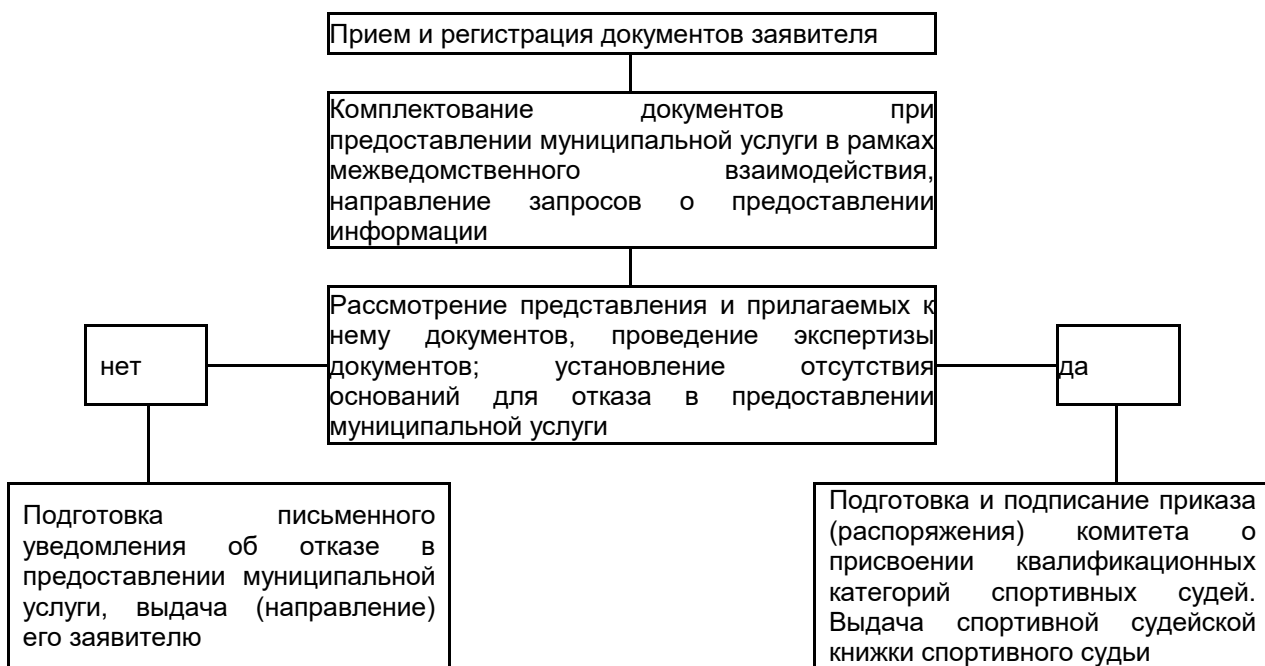 Прием и регистрация документов заявителя
Комплектование документов при
предоставлении муниципальной услуги в рамках
межведомственного взаимодействия,
направление запросов о предоставлении
информации
Рассмотрение представления и прилагаемых к
нему документов, проведение экспертизы
документов; установление отсутствия
оснований для отказа в предоставлении
муниципальной услуги
нет
да
Подготовка письменного
уведомления об отказе в
предоставлении муниципальной
услуги, выдача (направление)
его заявителю
Подготовка и подписание приказа
(распоряжения) комитета о
присвоении квалификационных
категорий спортивных судей.
Выдача спортивной судейской
книжки спортивного судьи